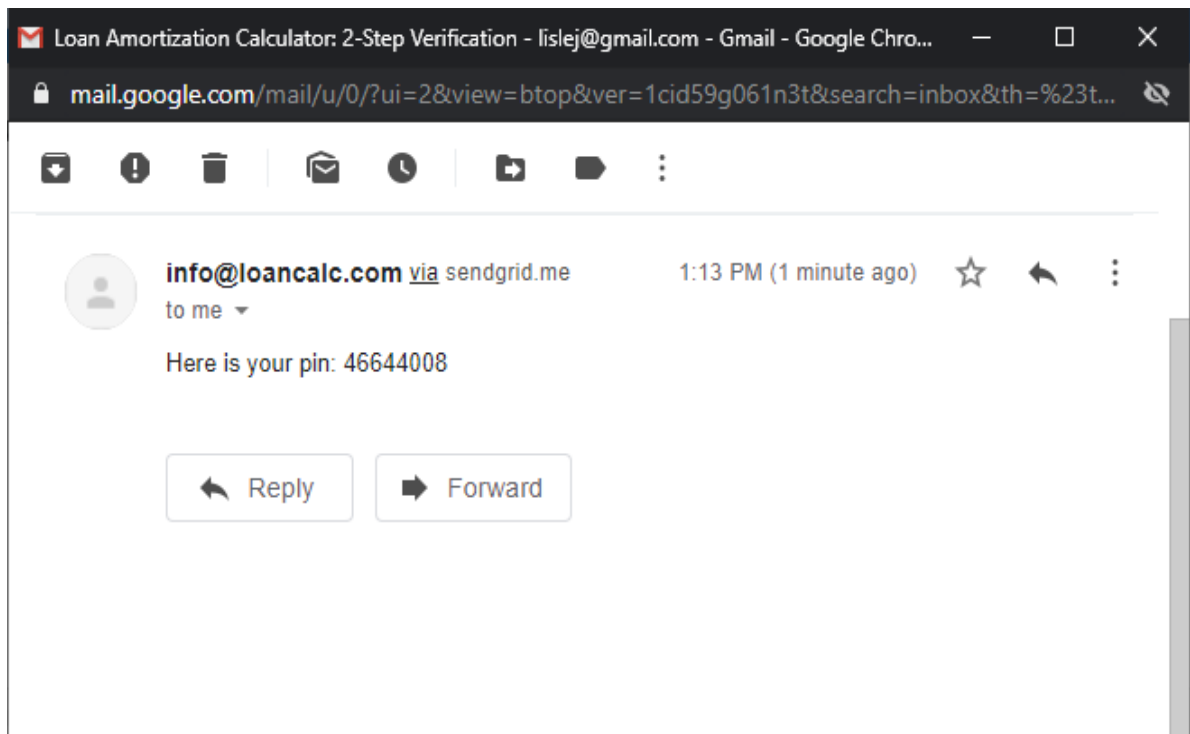 Loan Amortization Calculator: 2-Step Verification - lislej@gmail.com - Gmail - Google Chro...
mail.google.com/mail/u/0/?ui=2&view=btop&ver=1cid59g061n3t&search=inbox&th=%23t...
info@loancalc.com via sendgrid.me 1:13 PM (1 minute ago)
to me
Here is your pin: 46644008
Reply Forward